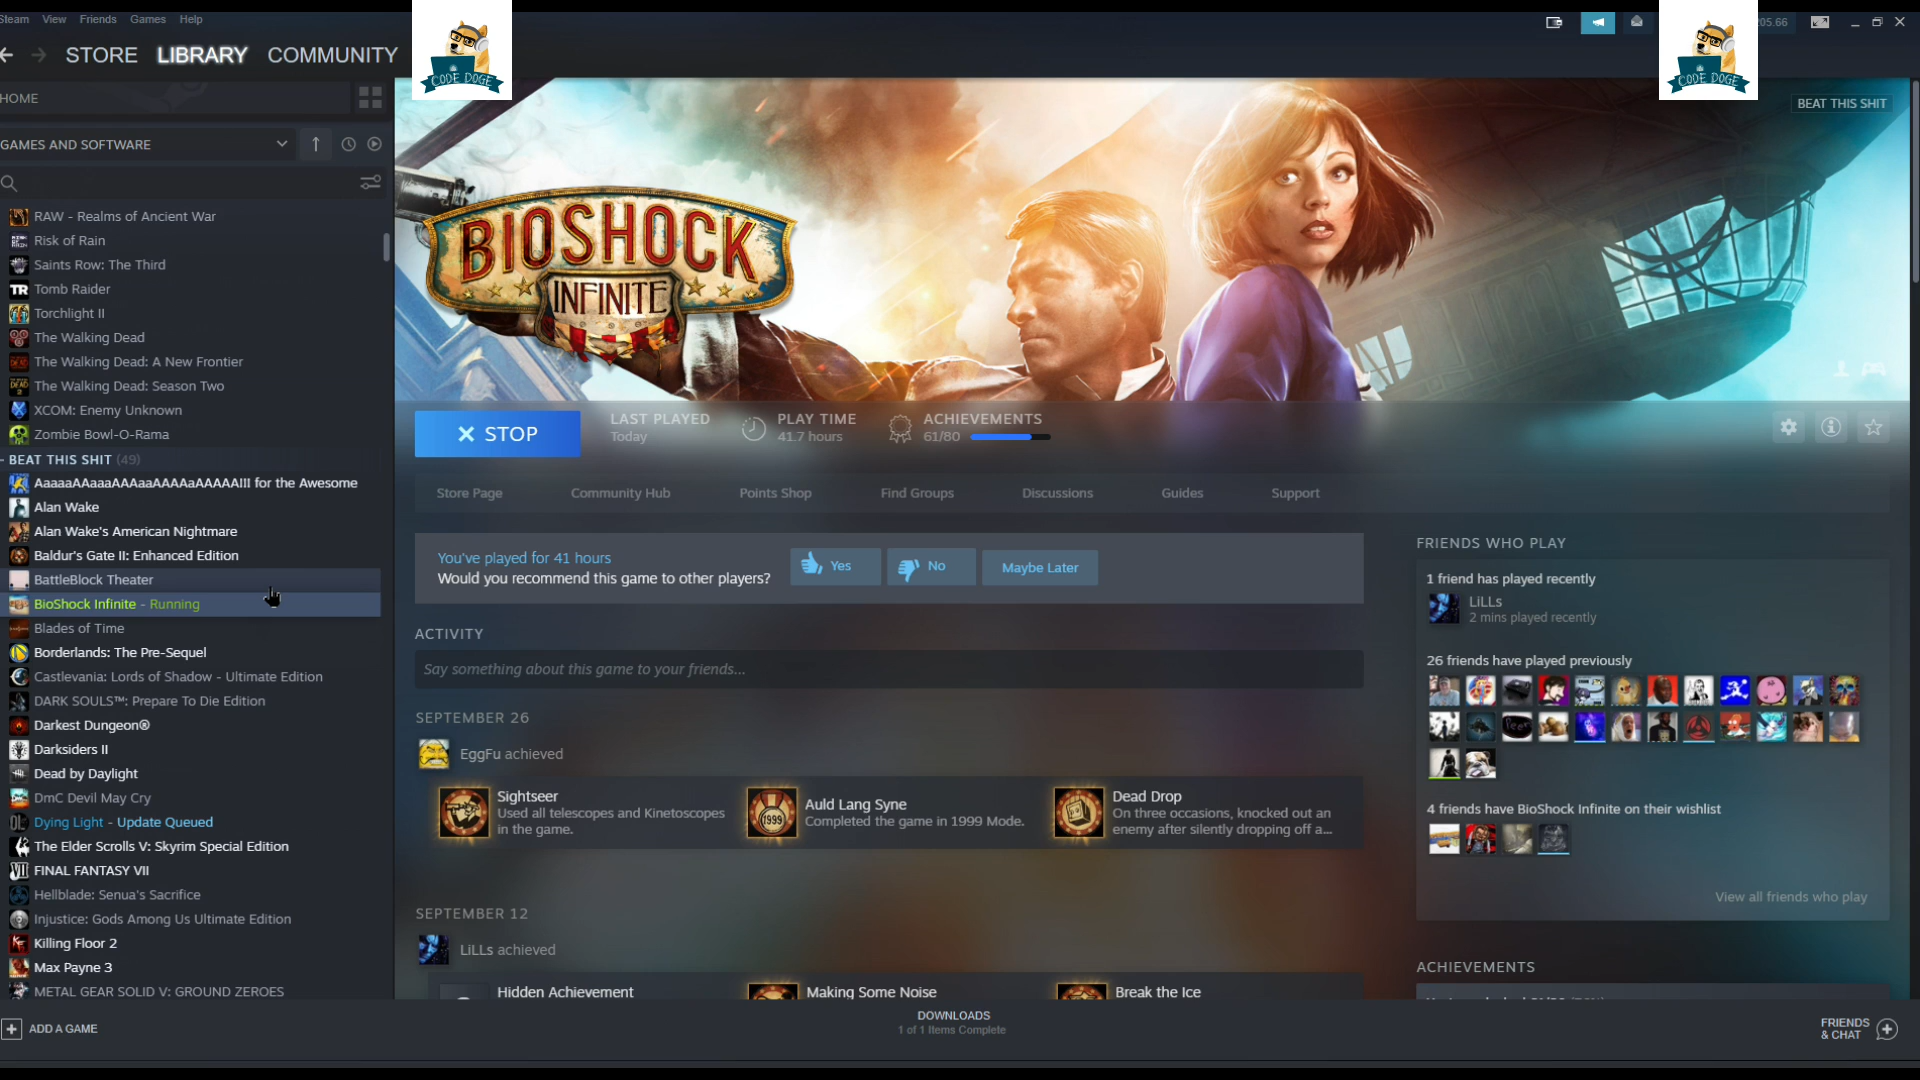 Steam View Friends Games Help
205.66
STORE LIBRARY COMMUNITY
CODE DOGE
CODE DOGE
HOME
BEAT THIS SHIT
GAMES AND SOFTWARE
RAW - Realms of Ancient War
Risk of Rain
Saints Row: The Third
Tomb Raider
Torchlight II
The Walking Dead
The Walking Dead: A New Frontier
The Walking Dead: Season Two
XCOM: Enemy Unknown
Zombie Bowl-O-Rama
- BEAT THIS SHIT (49)
AaaaaAAaaaAAAaaAAAAaAAAAA!!! for the Awesome
Alan Wake
Alan Wake's American Nightmare
Baldur's Gate II: Enhanced Edition
BattleBlock Theater
BioShock Infinite - Running
Blades of Time
Borderlands: The Pre-Sequel
Castlevania: Lords of Shadow - Ultimate Edition
DARK SOULS™: Prepare To Die Edition
Darkest Dungeon®
Darksiders II
Dead by Daylight
DmC Devil May Cry
Dying Light - Update Queued
The Elder Scrolls V: Skyrim Special Edition
FINAL FANTASY VII
Hellblade: Senua's Sacrifice
Injustice: Gods Among Us Ultimate Edition
Killing Floor 2
Max Payne 3
METAL GEAR SOLID V: GROUND ZEROES
BIOSHOCK
INFINITE
STOP
LAST PLAYED
Today
PLAY TIME
41.7 hours
ACHIEVEMENTS
61/80
Store Page Community Hub Points Shop Find Groups Discussions Guides Support
You've played for 41 hours
Would you recommend this game to other players?
Yes No Maybe Later
ACTIVITY
Say something about this game to your friends...
SEPTEMBER 26
EggFu achieved
Sightseer
Used all telescopes and Kinetoscopes
in the game.
1999
Auld Lang Syne
Completed the game in 1999 Mode.
Dead Drop
On three occasions, knocked out an
enemy after silently dropping off a...
SEPTEMBER 12
LiLLs achieved
Hidden Achievement
Making Some Noise
Break the Ice
FRIENDS WHO PLAY
1 friend has played recently
LiLLs
2 mins played recently
26 friends have played previously
4 friends have BioShock Infinite on their wishlist
View all friends who play
ACHIEVEMENTS
ADD A GAME
DOWNLOADS
1 of 1 Items Complete
FRIENDS
& CHAT